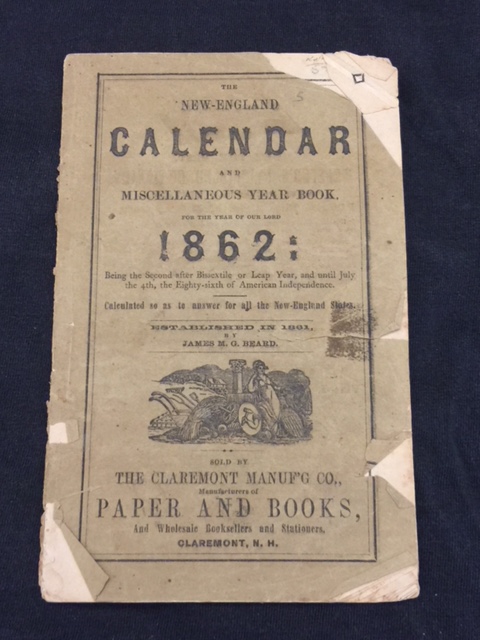 THE
NEW-ENGLAND
CALENDAR
AND
MISCELLANEOUS YEAR BOOK,
FOR THE YEAR OF OUR LORD
1862:
Being the Second after Bissextile or Leap Year, and until July
the 4th, the Eighty-sixth of American Independence.
Calculated so as to answer for all the New-England States.
ESTABLISHED IN 1801,
BY
JAMES M. G. BEARD.
SOLD BY
THE CLAREMONT MANUF'G CO.,
Manufacturers of
PAPER AND BOOKS,
And Wholesale Booksellers and Stationers,
CLAREMONT, N. H.